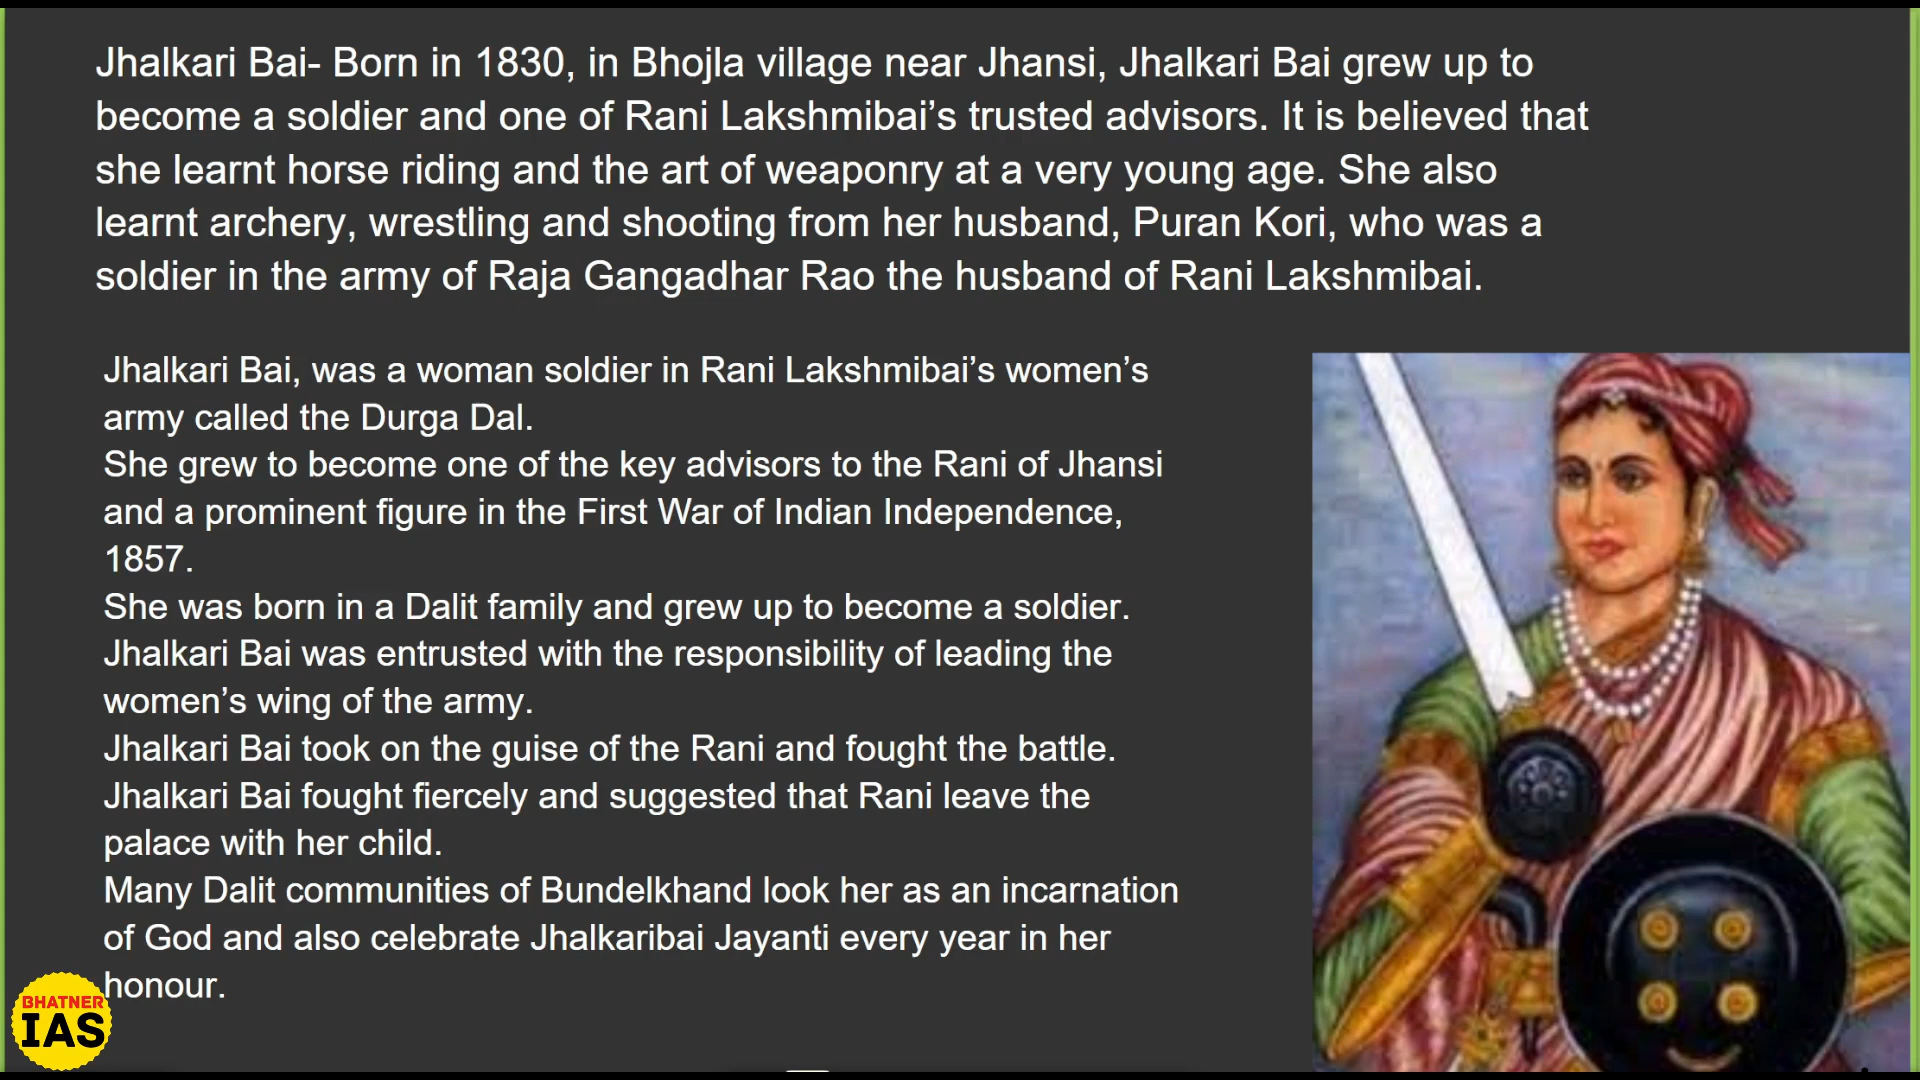 Jhalkari Bai- Born in 1830, in Bhojla village near Jhansi, Jhalkari Bai grew up to
become a soldier and one of Rani Lakshmibai’s trusted advisors. It is believed that
she learnt horse riding and the art of weaponry at a very young age. She also
learnt archery, wrestling and shooting from her husband, Puran Kori, who was a
soldier in the army of Raja Gangadhar Rao the husband of Rani Lakshmibai.
Jhalkari Bai, was a woman soldier in Rani Lakshmibai’s women’s
army called the Durga Dal.
She grew to become one of the key advisors to the Rani of Jhansi
and a prominent figure in the First War of Indian Independence,
1857.
She was born in a Dalit family and grew up to become a soldier.
Jhalkari Bai was entrusted with the responsibility of leading the
women’s wing of the army.
Jhalkari Bai took on the guise of the Rani and fought the battle.
Jhalkari Bai fought fiercely and suggested that Rani leave the
palace with her child.
Many Dalit communities of Bundelkhand look her as an incarnation
of God and also celebrate Jhalkaribai Jayanti every year in her
honour.
BHATNER
IAS